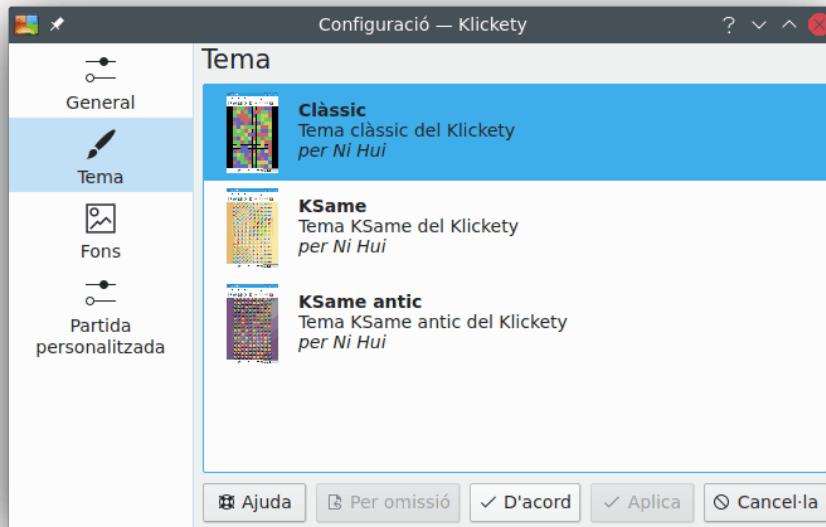 Configuració — Klickety
General
Tema
Fons
Partida
personalitzada
Tema
Clàssic
Tema clàssic del Klickety
per Ni Hui
KSame
Tema KSame del Klickety
per Ni Hui
KSame antic
Tema KSame antic del Klickety
per Ni Hui
Ajuda
Per omissió
D'acord
Aplica
Cancel·la